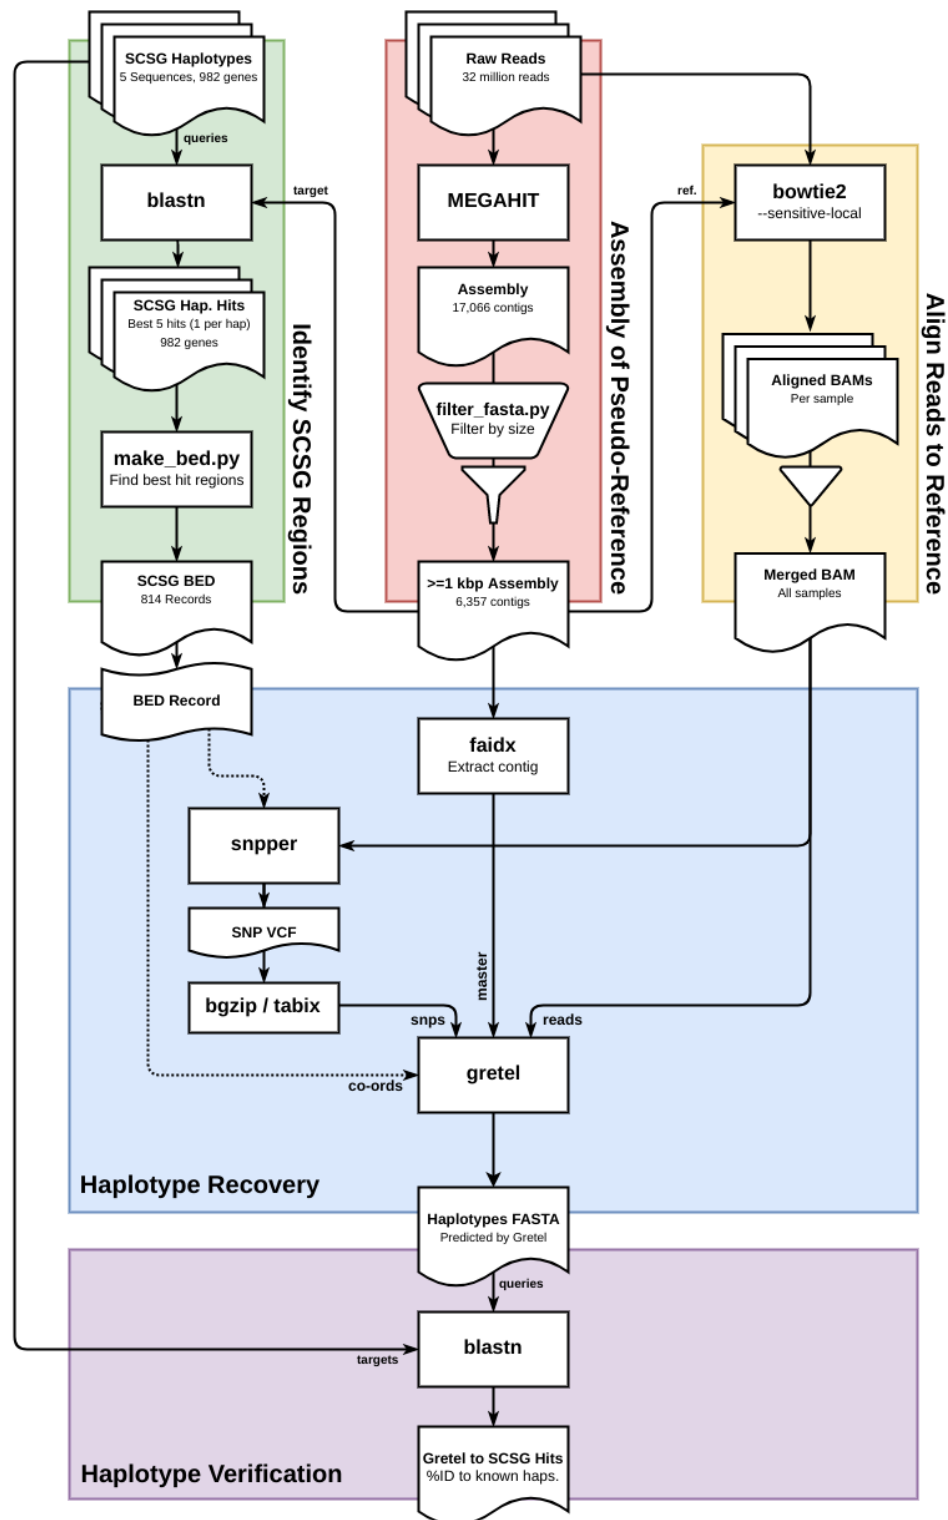 SCSG Haplotypes
5 Sequences, 982 genes
queries
blastn
target
SCSG Hap. Hits
Best 5 hits (1 per hap)
982 genes
make_bed.py
Find best hit regions
SCSG BED
814 Records
Identify SCSG Regions
Raw Reads
32 million reads
MEGAHIT
Assembly
17,066 contigs
filter_fasta.py
Filter by size
>=1 kbp Assembly
6,357 contigs
Assembly of Pseudo-Reference
ref.
bowtie2
--sensitive-local
Aligned BAMs
Per sample
Merged BAM
All samples
Align Reads to Reference
BED Record
faidx
Extract contig
snpper
SNP VCF
bgzip / tabix
master
snps
reads
gretel
co-ords
Haplotype Recovery
Haplotypes FASTA
Predicted by Gretel
queries
blastn
targets
Gretel to SCSG Hits
%ID to known haps.
Haplotype Verification